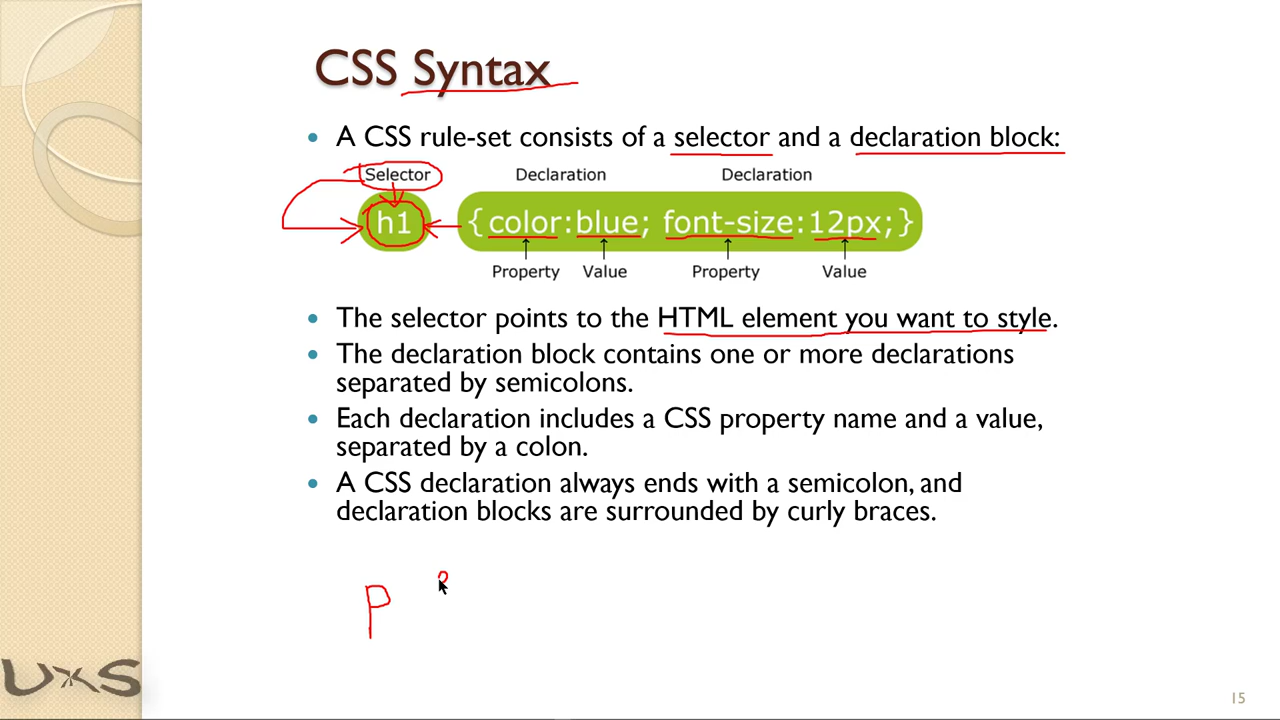 CSS Syntax
• A CSS rule-set consists of a selector and a declaration block:
Selector Declaration Declaration
h1 {color:blue; font-size:12px;}
Property Value Property Value
• The selector points to the HTML element you want to style.
• The declaration block contains one or more declarations
separated by semicolons.
• Each declaration includes a CSS property name and a value,
separated by a colon.
• A CSS declaration always ends with a semicolon, and
declaration blocks are surrounded by curly braces.
P
UXS
15